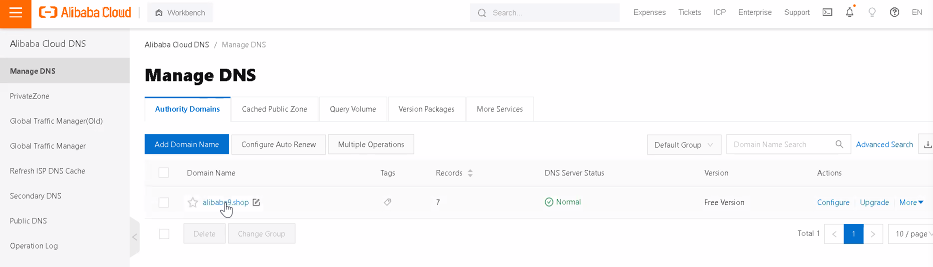 Alibaba Cloud
Workbench
Search...
Expenses Tickets ICP Enterprise Support EN
Alibaba Cloud DNS
Manage DNS
PrivateZone
Global Traffic Manager(Old)
Global Traffic Manager
Refresh ISP DNS Cache
Secondary DNS
Public DNS
Operation Log
Alibaba Cloud DNS / Manage DNS
Manage DNS
Authority Domains Cached Public Zone Query Volume Version Packages More Services
Add Domain Name Configure Auto Renew Multiple Operations Default Group Domain Name Search Advanced Search
Domain Name Tags Records DNS Server Status Version Actions
7 Normal Free Version Configure Upgrade More
Delete Change Group Total 1 < 1 > 10 / page